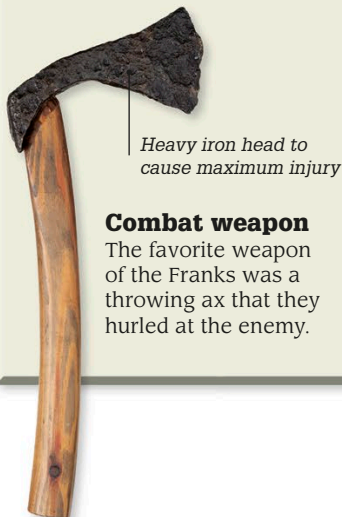 Heavy iron head to
cause maximum injury
Combat weapon
The favorite weapon
of the Franks was a
throwing ax that they
hurled at the enemy.